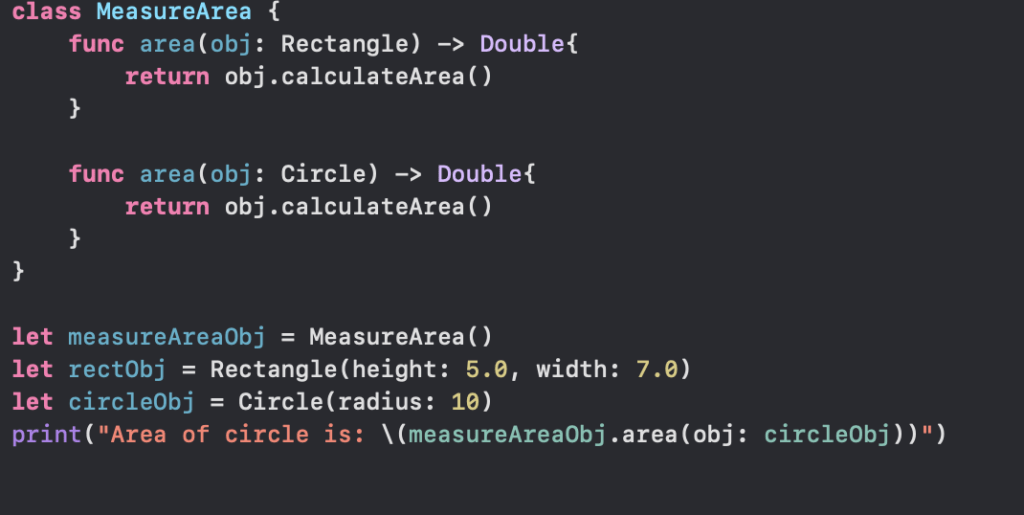 class MeasureArea {
    func area(obj: Rectangle) -> Double{
        return obj.calculateArea()
    }

    func area(obj: Circle) -> Double{
        return obj.calculateArea()
    }
}

let measureAreaObj = MeasureArea()
let rectObj = Rectangle(height: 5.0, width: 7.0)
let circleObj = Circle(radius: 10)
print("Area of circle is: \(measureAreaObj.area(obj: circleObj))")